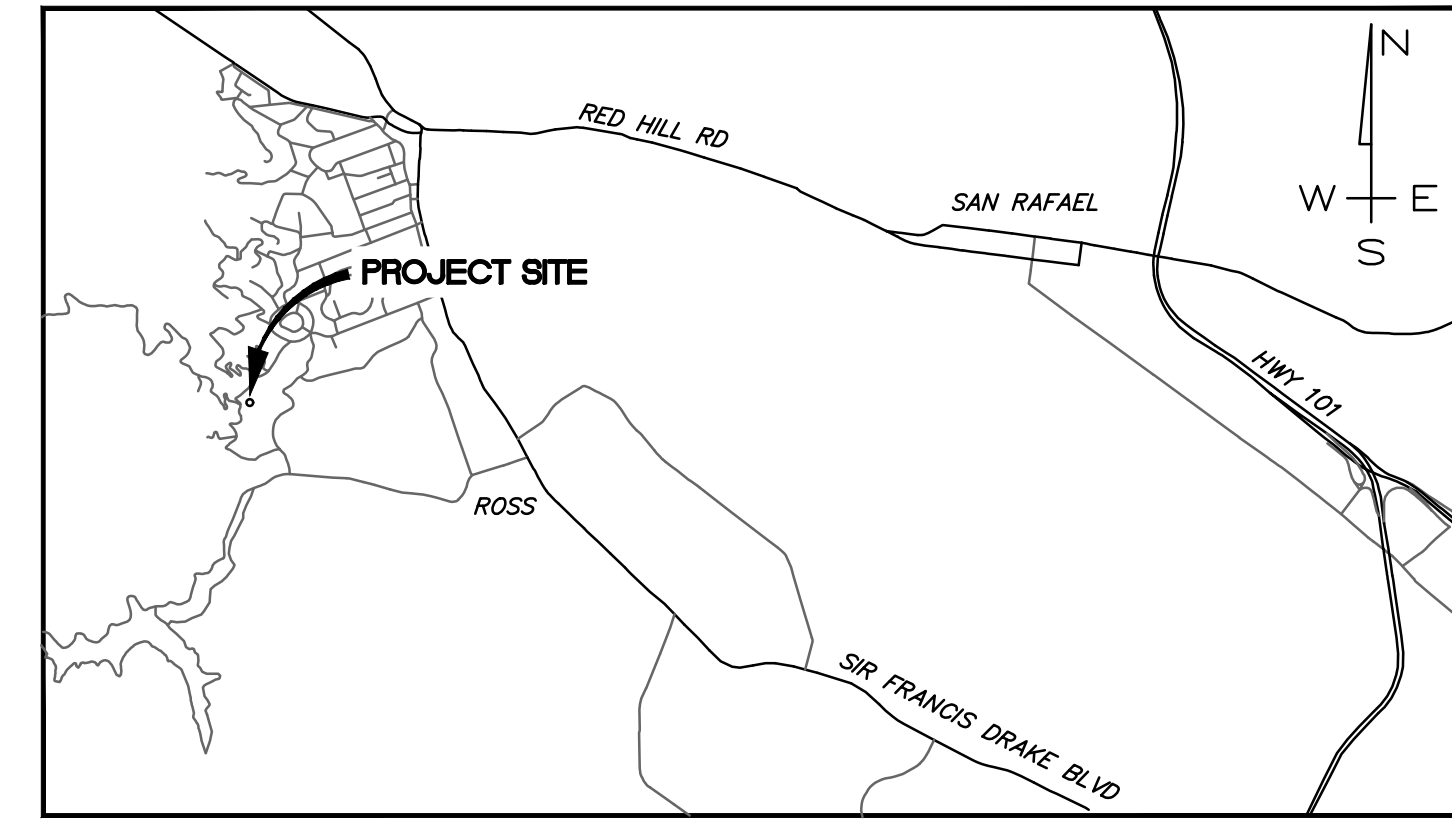 N
RED HILL RD
SAN RAFAEL
W E
S
PROJECT SITE
HWY 101
ROSS
SIR FRANCIS DRAKE BLVD